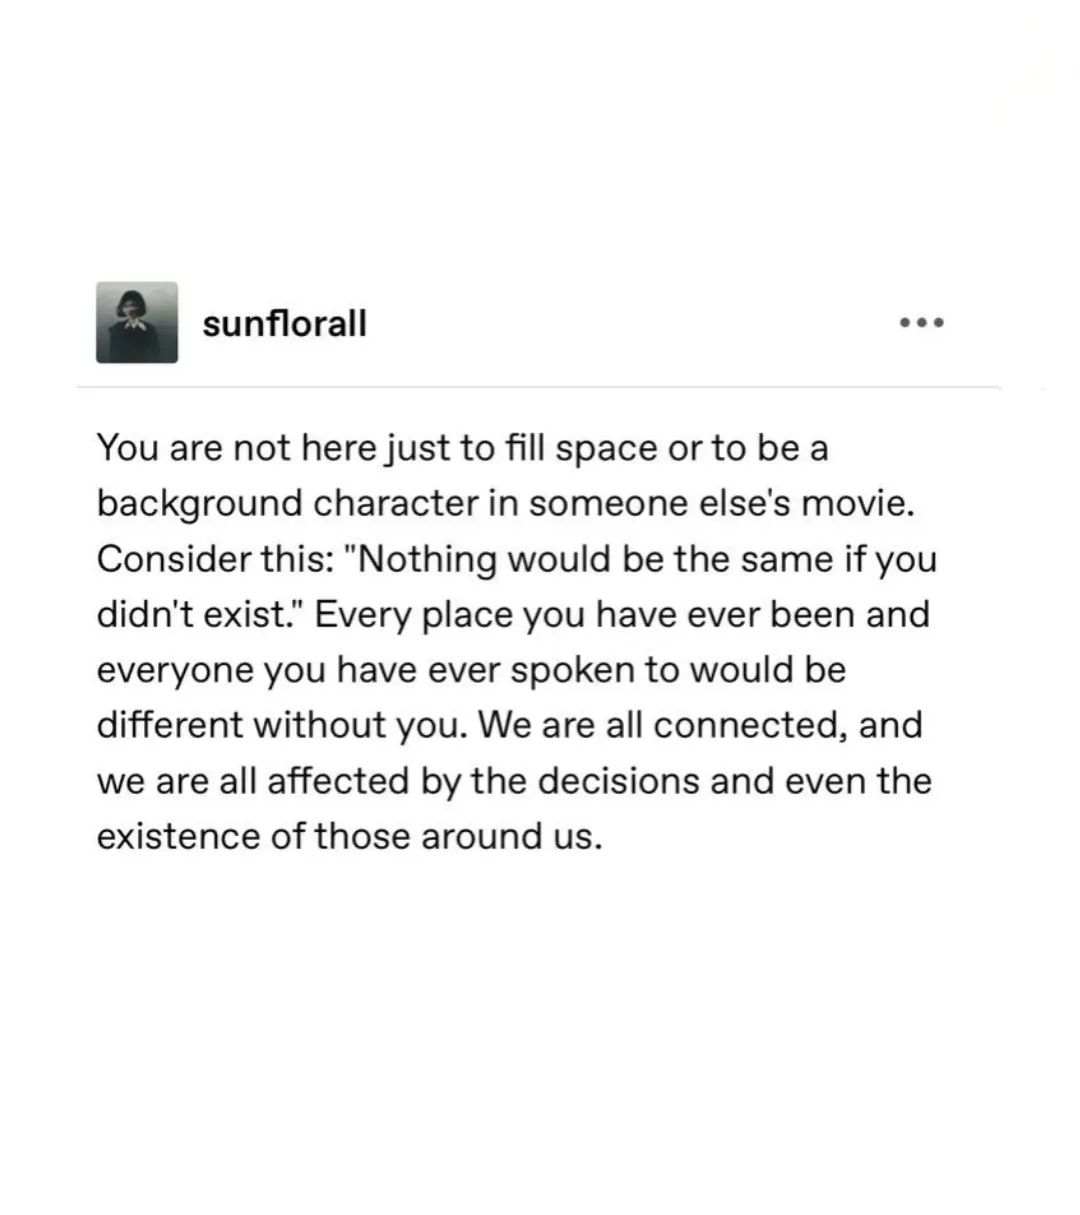 sunflorall
You are not here just to fill space or to be a
background character in someone else's movie.
Consider this: "Nothing would be the same if you
didn't exist." Every place you have ever been and
everyone you have ever spoken to would be
different without you. We are all connected, and
we are all affected by the decisions and even the
existence of those around us.